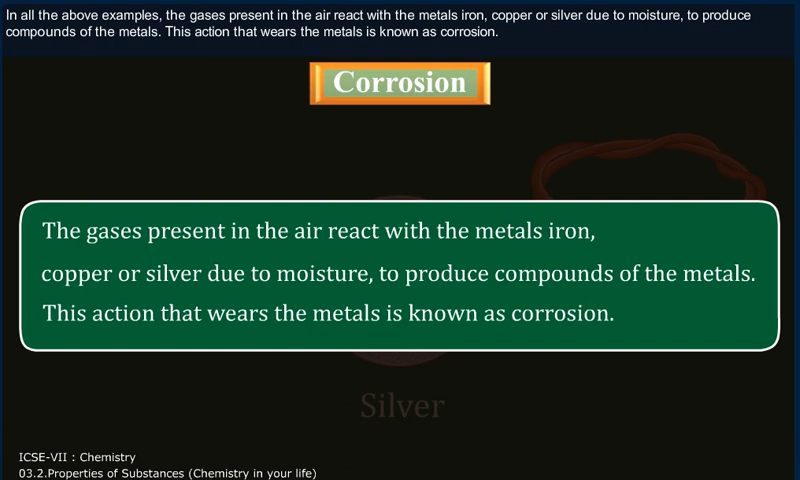 In all the above examples, the gases present in the air react with the metals iron, copper or silver due to moisture, to produce
compounds of the metals. This action that wears the metals is known as corrosion.
Corrosion
The gases present in the air react with the metals iron,
copper or silver due to moisture, to produce compounds of the metals.
This action that wears the metals is known as corrosion.
Silver
ICSE-VII : Chemistry
03.2.Properties of Substances (Chemistry in your life)